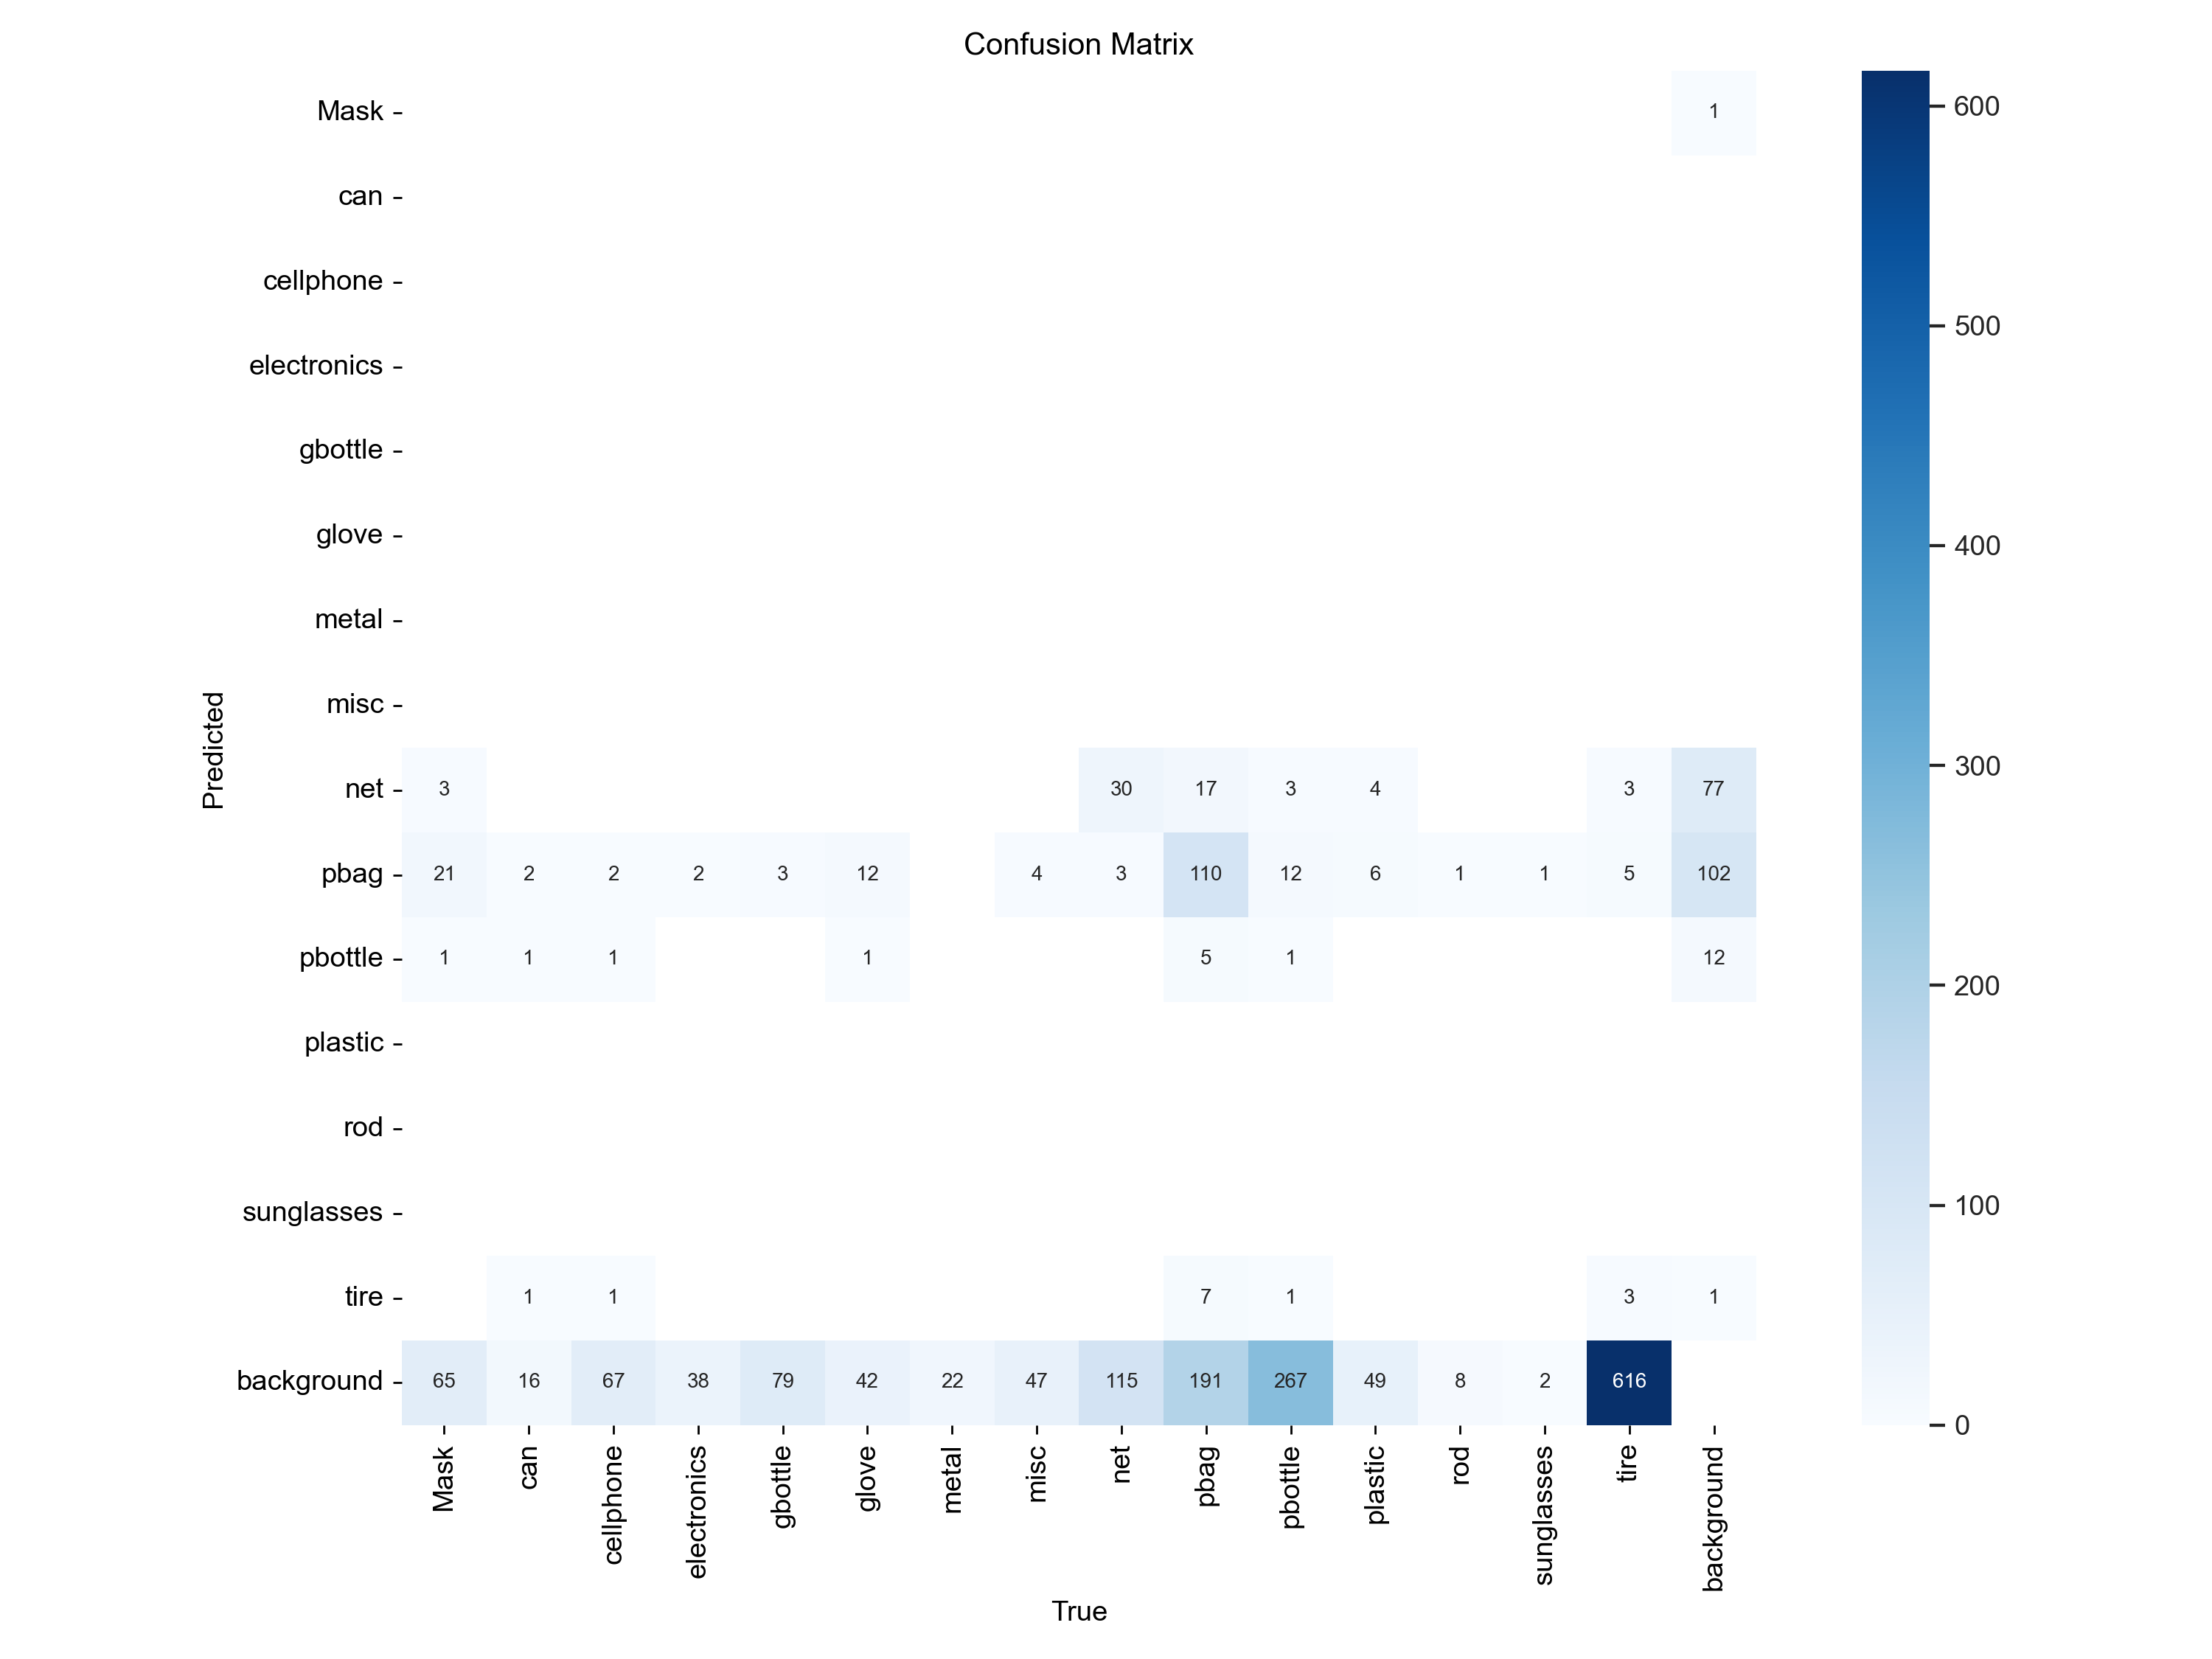 Confusion Matrix
Mask 1
can
cellphone
electronics
gbottle
glove
metal
misc
net 3 30 17 3 4 3 77
pbag 21 2 2 2 3 12 4 3 110 12 6 1 1 5 102
pbottle 1 1 1 1 5 1 12
plastic
rod
sunglasses
tire 1 1 7 1 3 1
background 65 16 67 38 79 42 22 47 115 191 267 49 8 2 616
Mask can cellphone electronics gbottle glove metal misc net pbag pbottle plastic rod sunglasses tire background
True
Predicted
600
500
400
300
200
100
0